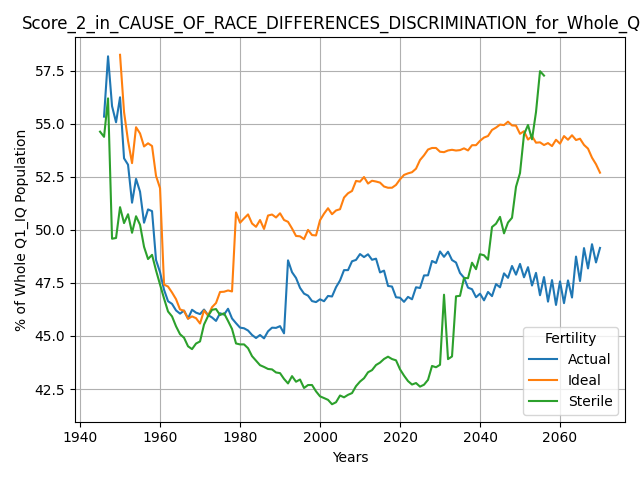 Score_2_in_CAUSE_OF_RACE_DIFFERENCES_DISCRIMINATION_for_Whole_Q
57.5
55.0
52.5
50.0
47.5
45.0
42.5
% of Whole Q1_IQ Population
1940
1960
1980
2000
2020
2040
2060
Years
Fertility
Actual
Ideal
Sterile